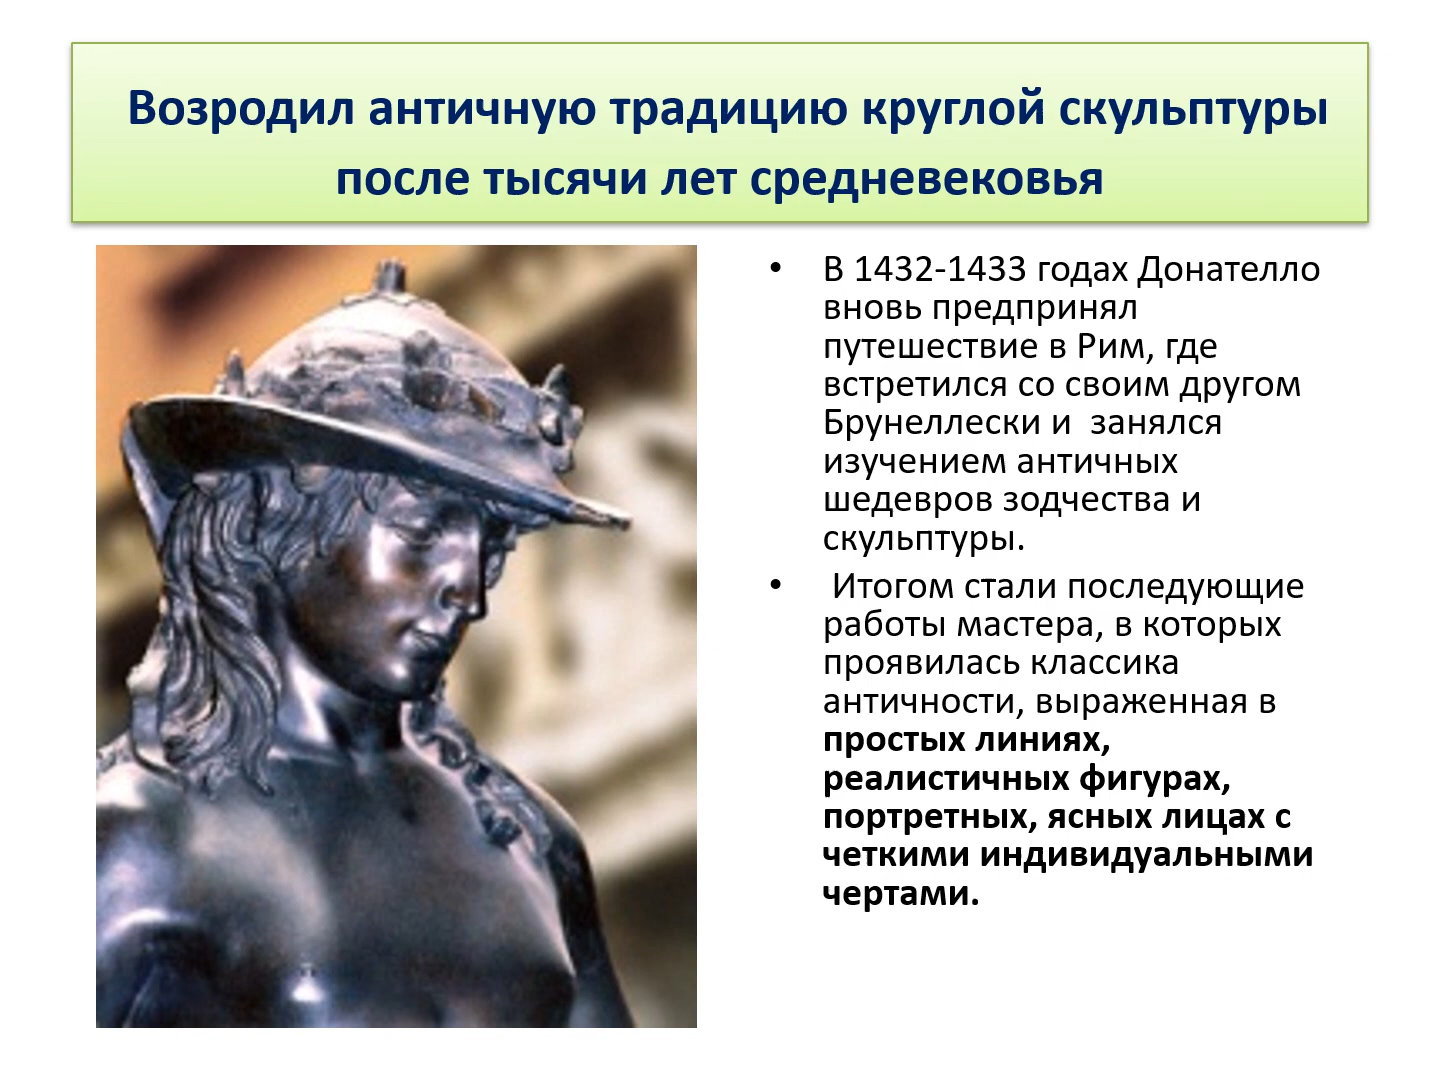 Возродил античную традицию круглой скульптуры
после тысячи лет средневековья
• В 1432-1433 годах Донателло
вновь предпринял
путешествие в Рим, где
встретился со своим другом
Брунеллески и  занялся
изучением античных
шедевров зодчества и
скульптуры.
•  Итогом стали последующие
работы мастера, в которых
проявилась классика
античности, выраженная в
простых линиях,
реалистичных фигурах,
портретных, ясных лицах с
четкими индивидуальными
чертами.